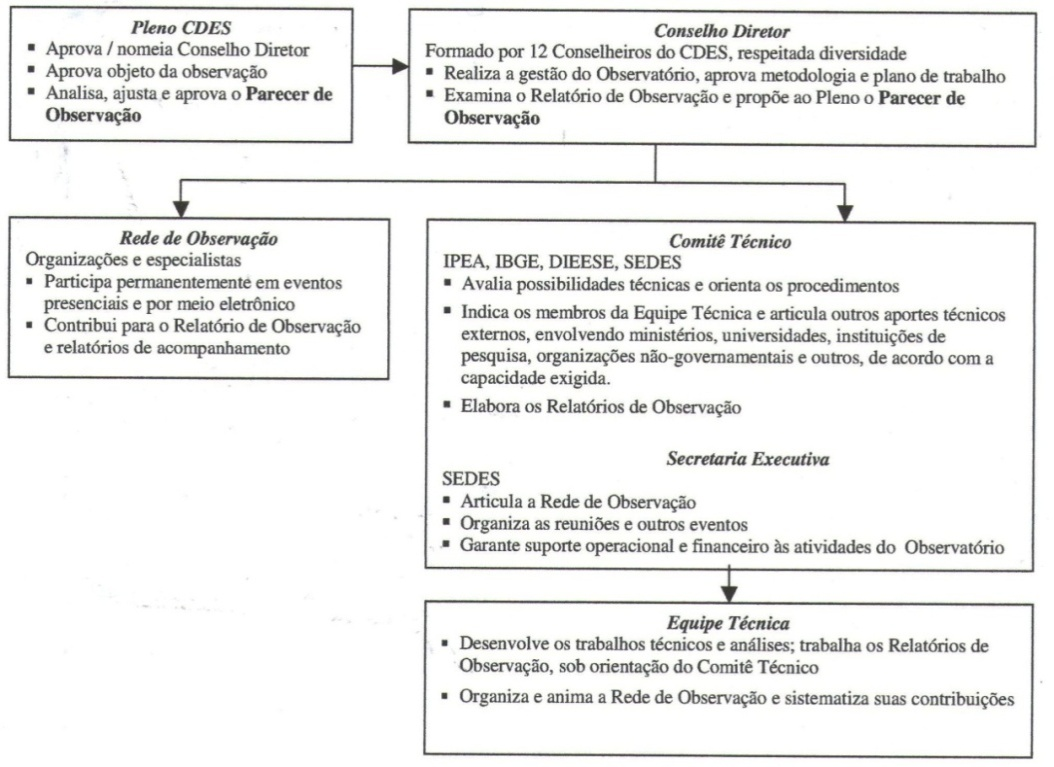 Pleno CDES
▪ Aprova / nomeia Conselho Diretor
▪ Aprova objeto da observação
▪ Analisa, ajusta e aprova o Parecer de
Observação
Conselho Diretor
Formado por 12 Conselheiros do CDES, respeitada diversidade
▪ Realiza a gestão do Observatório, aprova metodologia e plano de trabalho
▪ Examina o Relatório de Observação e propõe ao Pleno o Parecer de
Observação
Rede de Observação
Organizações e especialistas
▪ Participa permanentemente em eventos
presenciais e por meio eletrônico
▪ Contribui para o Relatório de Observação
e relatórios de acompanhamento
Comitê Técnico
IPEA, IBGE, DIEESE, SEDES
▪ Avalia possibilidades técnicas e orienta os procedimentos
▪ Indica os membros da Equipe Técnica e articula outros aportes técnicos
externos, envolvendo ministérios, universidades, instituições de
pesquisa, organizações não-governamentais e outros, de acordo com a
capacidade exigida.
▪ Elabora os Relatórios de Observação
Secretaria Executiva
SEDES
▪ Articula a Rede de Observação
▪ Organiza as reuniões e outros eventos
▪ Garante suporte operacional e financeiro às atividades do Observatório
Equipe Técnica
▪ Desenvolve os trabalhos técnicos e análises; trabalha os Relatórios de
Observação, sob orientação do Comitê Técnico
▪ Organiza e anima a Rede de Observação e sistematiza suas contribuições